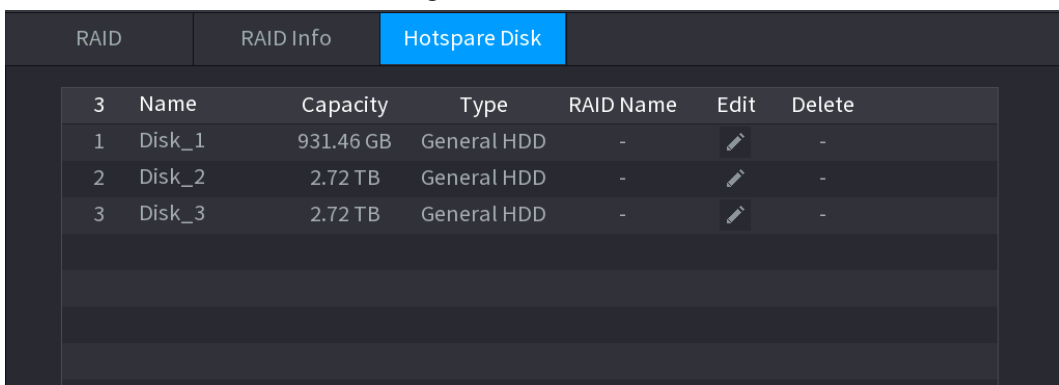 RAID RAID Info Hotspare Disk
3 Name Capacity Type RAID Name Edit Delete
1 Disk_1 931.46 GB General HDD - -
2 Disk_2 2.72 TB General HDD - -
3 Disk_3 2.72 TB General HDD - -